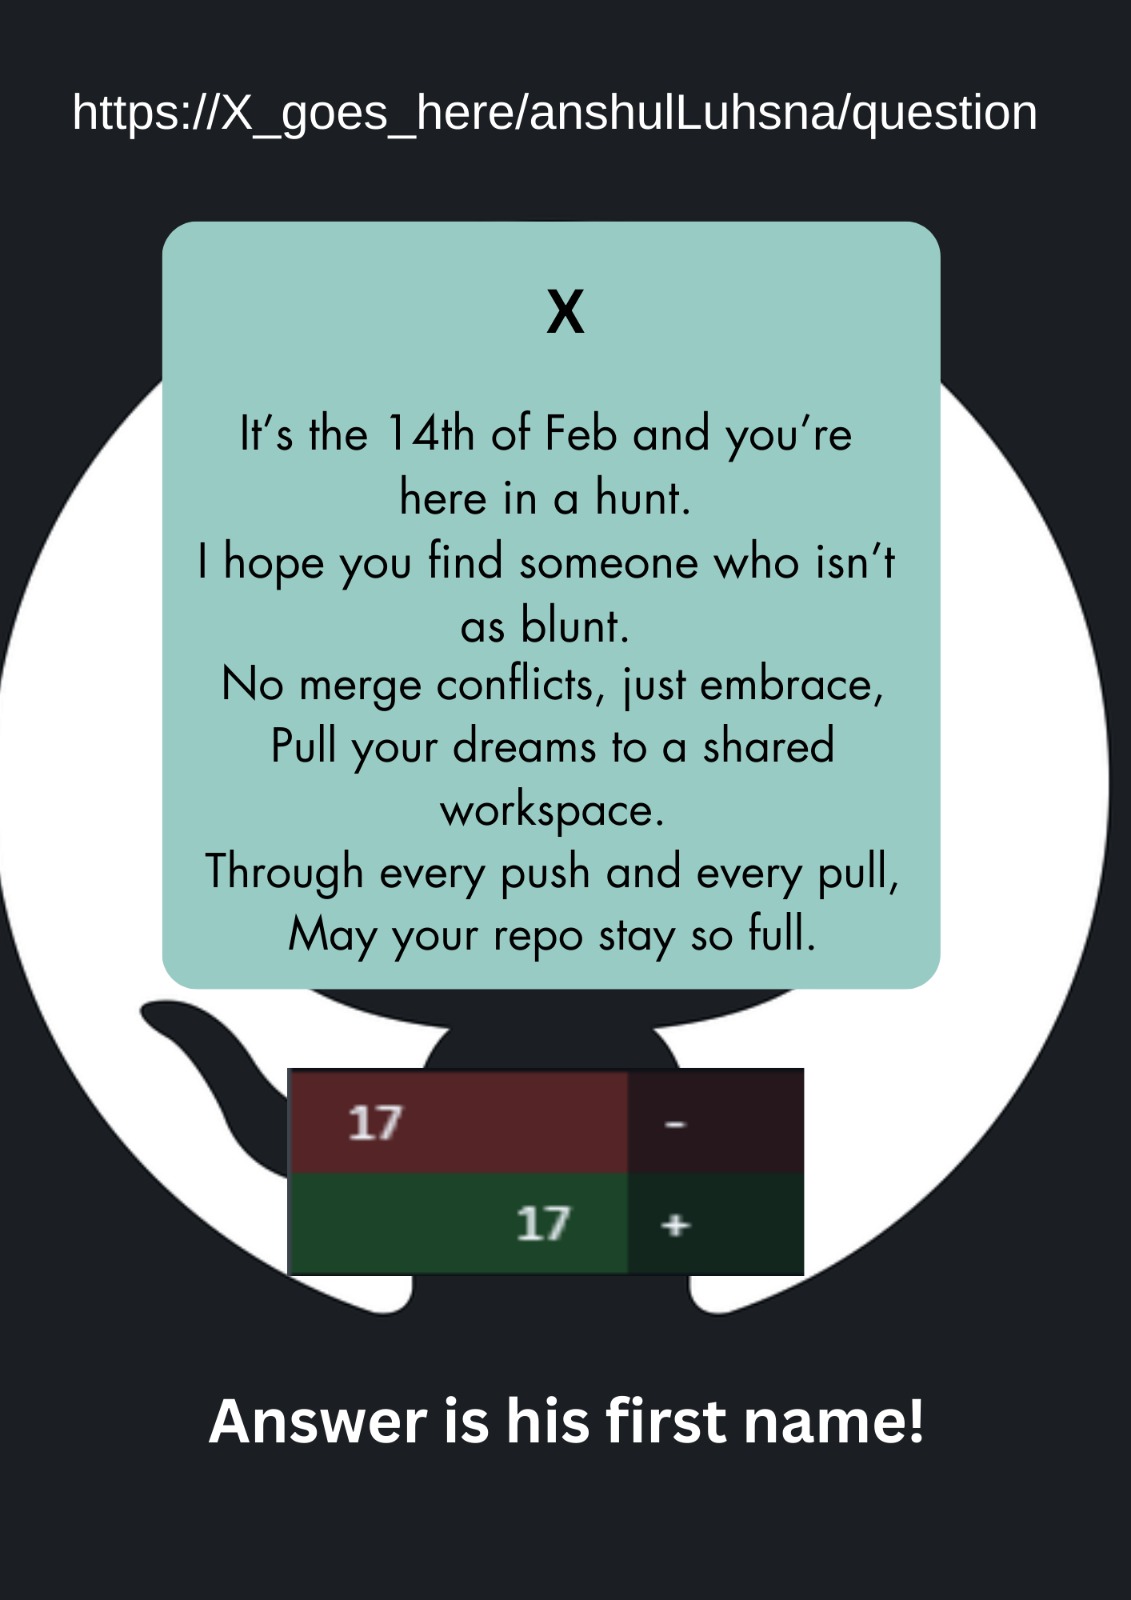 https://X_goes_here/anshulLuhsna/question
X
It’s the 14th of Feb and you’re
here in a hunt.
I hope you find someone who isn’t
as blunt.
No merge conflicts, just embrace,
Pull your dreams to a shared
workspace.
Through every push and every pull,
May your repo stay so full.
17 -
17 +
Answer is his first name!